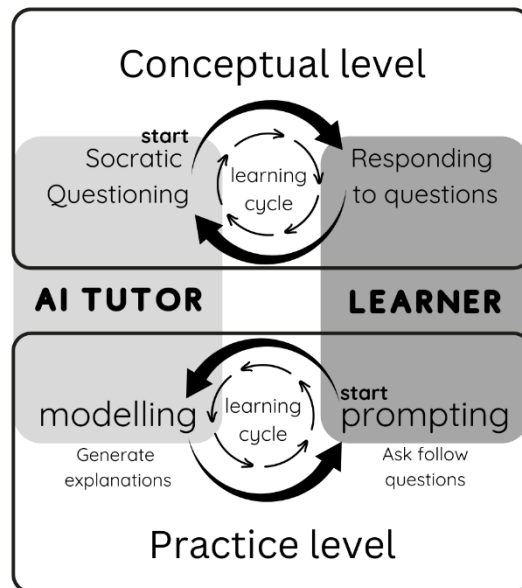 Conceptual level
start
Socratic
Questioning
learning
cycle
Responding
to questions
AI TUTOR
LEARNER
start
modelling
learning
cycle
prompting
Generate
explanations
Ask follow
questions
Practice level